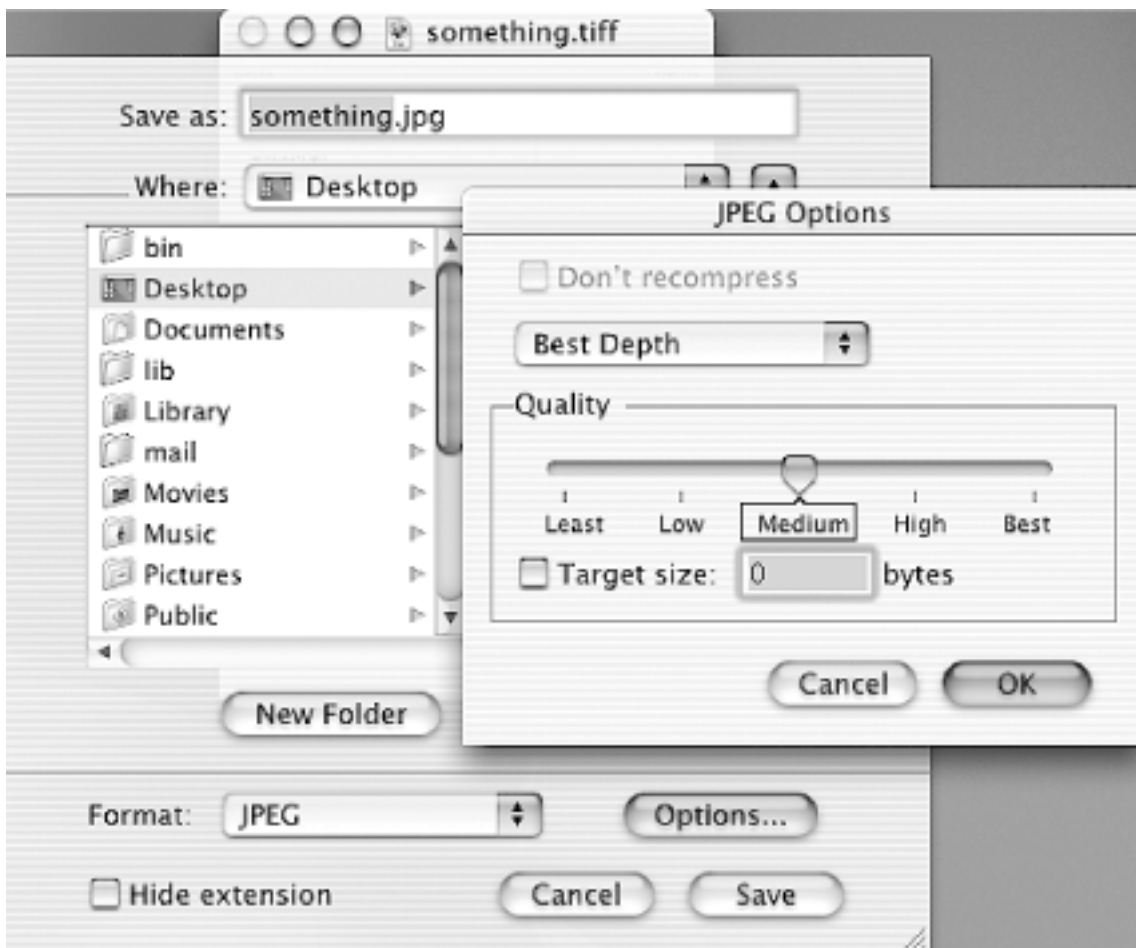 something.tiff
Save as: something.jpg
Where: Desktop
bin
Desktop
Documents
lib
Library
mail
Movies
Music
Pictures
Public
New Folder
Format: JPEG
Options...
Hide extension
Cancel
Save
JPEG Options
Don't recompress
Best Depth
Quality
Least Low Medium High Best
Target size: 0 bytes
Cancel
OK